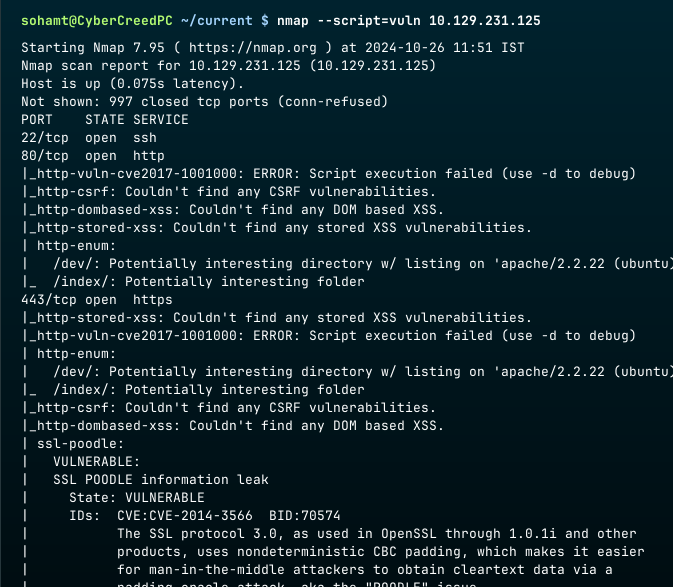 sohamt@CyberCreedPC ~/current $ nmap --script=vuln 10.129.231.125
Starting Nmap 7.95 ( https://nmap.org ) at 2024-10-26 11:51 IST
Nmap scan report for 10.129.231.125 (10.129.231.125)
Host is up (0.075s latency).
Not shown: 997 closed tcp ports (conn-refused)
PORT    STATE SERVICE
22/tcp  open  ssh
80/tcp  open  http
|_http-vuln-cve2017-1001000: ERROR: Script execution failed (use -d to debug)
|_http-csrf: Couldn't find any CSRF vulnerabilities.
|_http-dombased-xss: Couldn't find any DOM based XSS.
|_http-stored-xss: Couldn't find any stored XSS vulnerabilities.
| http-enum:
|   /dev/: Potentially interesting directory w/ listing on 'apache/2.2.22 (ubuntu)
|_  /index/: Potentially interesting folder
443/tcp open  https
|_http-stored-xss: Couldn't find any stored XSS vulnerabilities.
|_http-vuln-cve2017-1001000: ERROR: Script execution failed (use -d to debug)
| http-enum:
|   /dev/: Potentially interesting directory w/ listing on 'apache/2.2.22 (ubuntu)
|_  /index/: Potentially interesting folder
|_http-csrf: Couldn't find any CSRF vulnerabilities.
|_http-dombased-xss: Couldn't find any DOM based XSS.
| ssl-poodle:
|   VULNERABLE:
|   SSL POODLE information leak
|     State: VULNERABLE
|     IDs:  CVE:CVE-2014-3566  BID:70574
|           The SSL protocol 3.0, as used in OpenSSL through 1.0.1i and other
|           products, uses nondeterministic CBC padding, which makes it easier
|           for man-in-the-middle attackers to obtain cleartext data via a
|           padding-oracle attack, aka the "POODLE" issue.